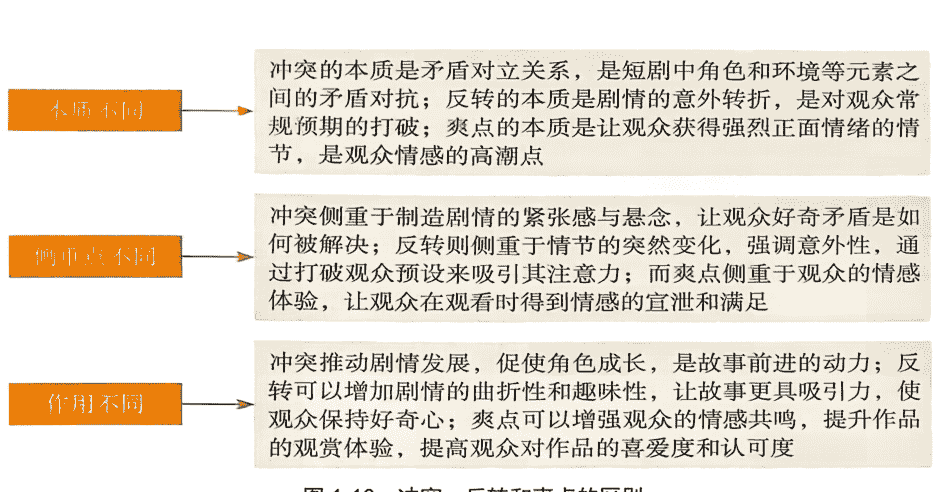 本质不同
冲突的本质是矛盾对立关系，是短剧中角色和环境等元素之
间的矛盾对抗；反转的本质是剧情的意外转折，是对观众常
规预期的打破；爽点的本质是让观众获得强烈正面情绪的情
节，是观众情感的高潮点
侧重点不同
冲突侧重于制造剧情的紧张感与悬念，让观众好奇矛盾是如
何被解决；反转则侧重于情节的突然变化，强调意外性，通
过打破观众预设来吸引其注意力；而爽点侧重于观众的情感
体验，让观众在观看时得到情感的宣泄和满足
作用不同
冲突推动剧情发展，促使角色成长，是故事前进的动力；反
转可以增加剧情的曲折性和趣味性，让故事更具吸引力，使
观众保持好奇心；爽点可以增强观众的情感共鸣，提升作品
的观赏体验，提高观众对作品的喜爱度和认可度